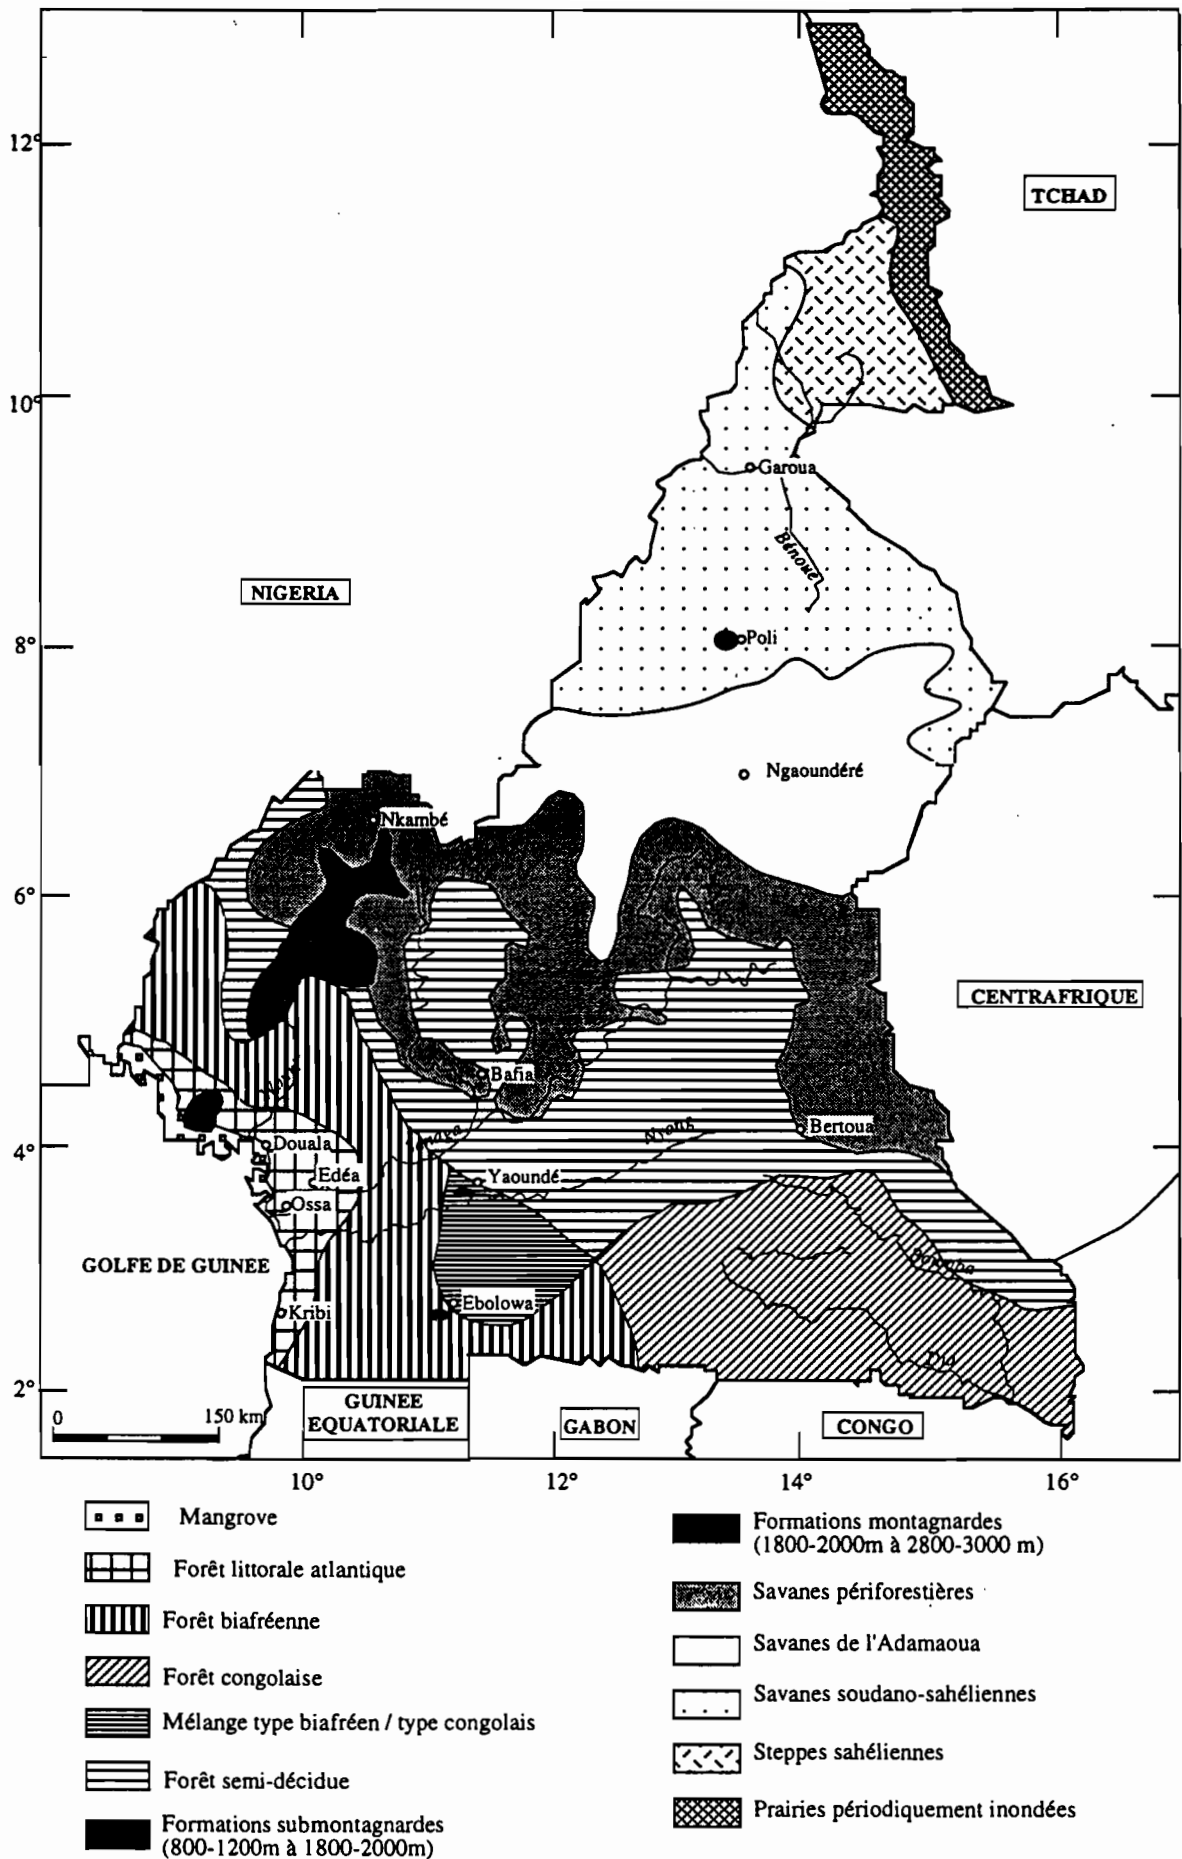 12°
TCHAD
10°
Garoua
Bénoué
NIGERIA
8°
Poli
Ngaoundéré
Nkambé
6°
CENTRAFRIQUE
Bafia
Bertoua
4°
Douala
Nyang
Edéa
Yaoundé
Ossa
GOLFE DE GUINEE
Kribi
Ebolowa
Dja
2°
0 150 km
GUINEE
EQUATORIALE
GABON
CONGO
10° 12° 14° 16°
Mangrove
Forêt littorale atlantique
Forêt biafréenne
Forêt congolaise
Mélange type biafréen / type congolais
Forêt semi-décidue
Formations submontagnardes
(800-1200m à 1800-2000m)
Formations montagnardes
(1800-2000m à 2800-3000 m)
Savanes périforestières
Savanes de l'Adamaoua
Savanes soudano-sahéliennes
Steppes sahéliennes
Prairies périodiquement inondées